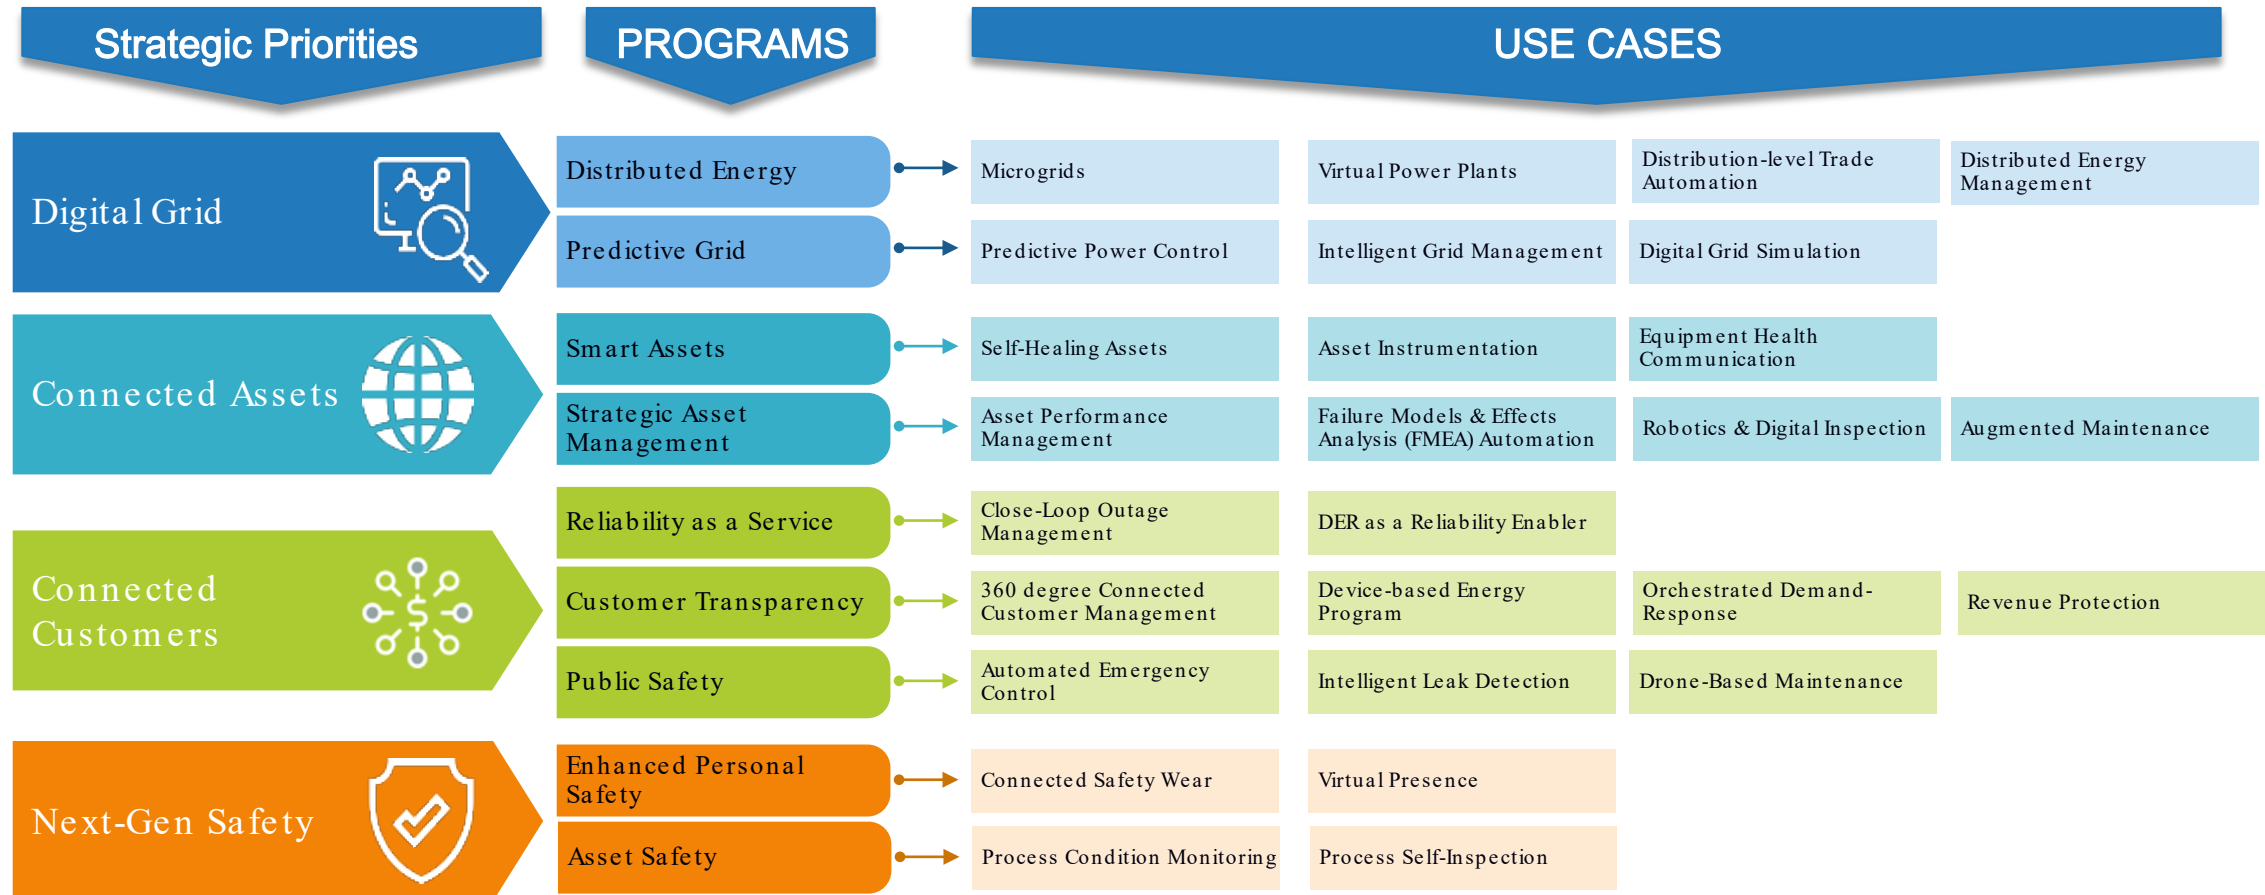 Strategic Priorities
PROGRAMS
USE CASES
Digital Grid
Distributed Energy
Microgrids
Virtual Power Plants
Distribution-level Trade
Automation
Distributed Energy
Management
Predictive Grid
Predictive Power Control
Intelligent Grid Management
Digital Grid Simulation
Connected Assets
Smart Assets
Self-Healing Assets
Asset Instrumentation
Equipment Health
Communication
Strategic Asset
Management
Asset Performance
Management
Failure Models & Effects
Analysis (FMEA) Automation
Robotics & Digital Inspection
Augmented Maintenance
Connected
Customers
Reliability as a Service
Close-Loop Outage
Management
DER as a Reliability Enabler
Customer Transparency
360 degree Connected
Customer Management
Device-based Energy
Program
Orchestrated Demand-
Response
Revenue Protection
Public Safety
Automated Emergency
Control
Intelligent Leak Detection
Drone-Based Maintenance
Next-Gen Safety
Enhanced Personal
Safety
Connected Safety Wear
Virtual Presence
Asset Safety
Process Condition Monitoring
Process Self-Inspection